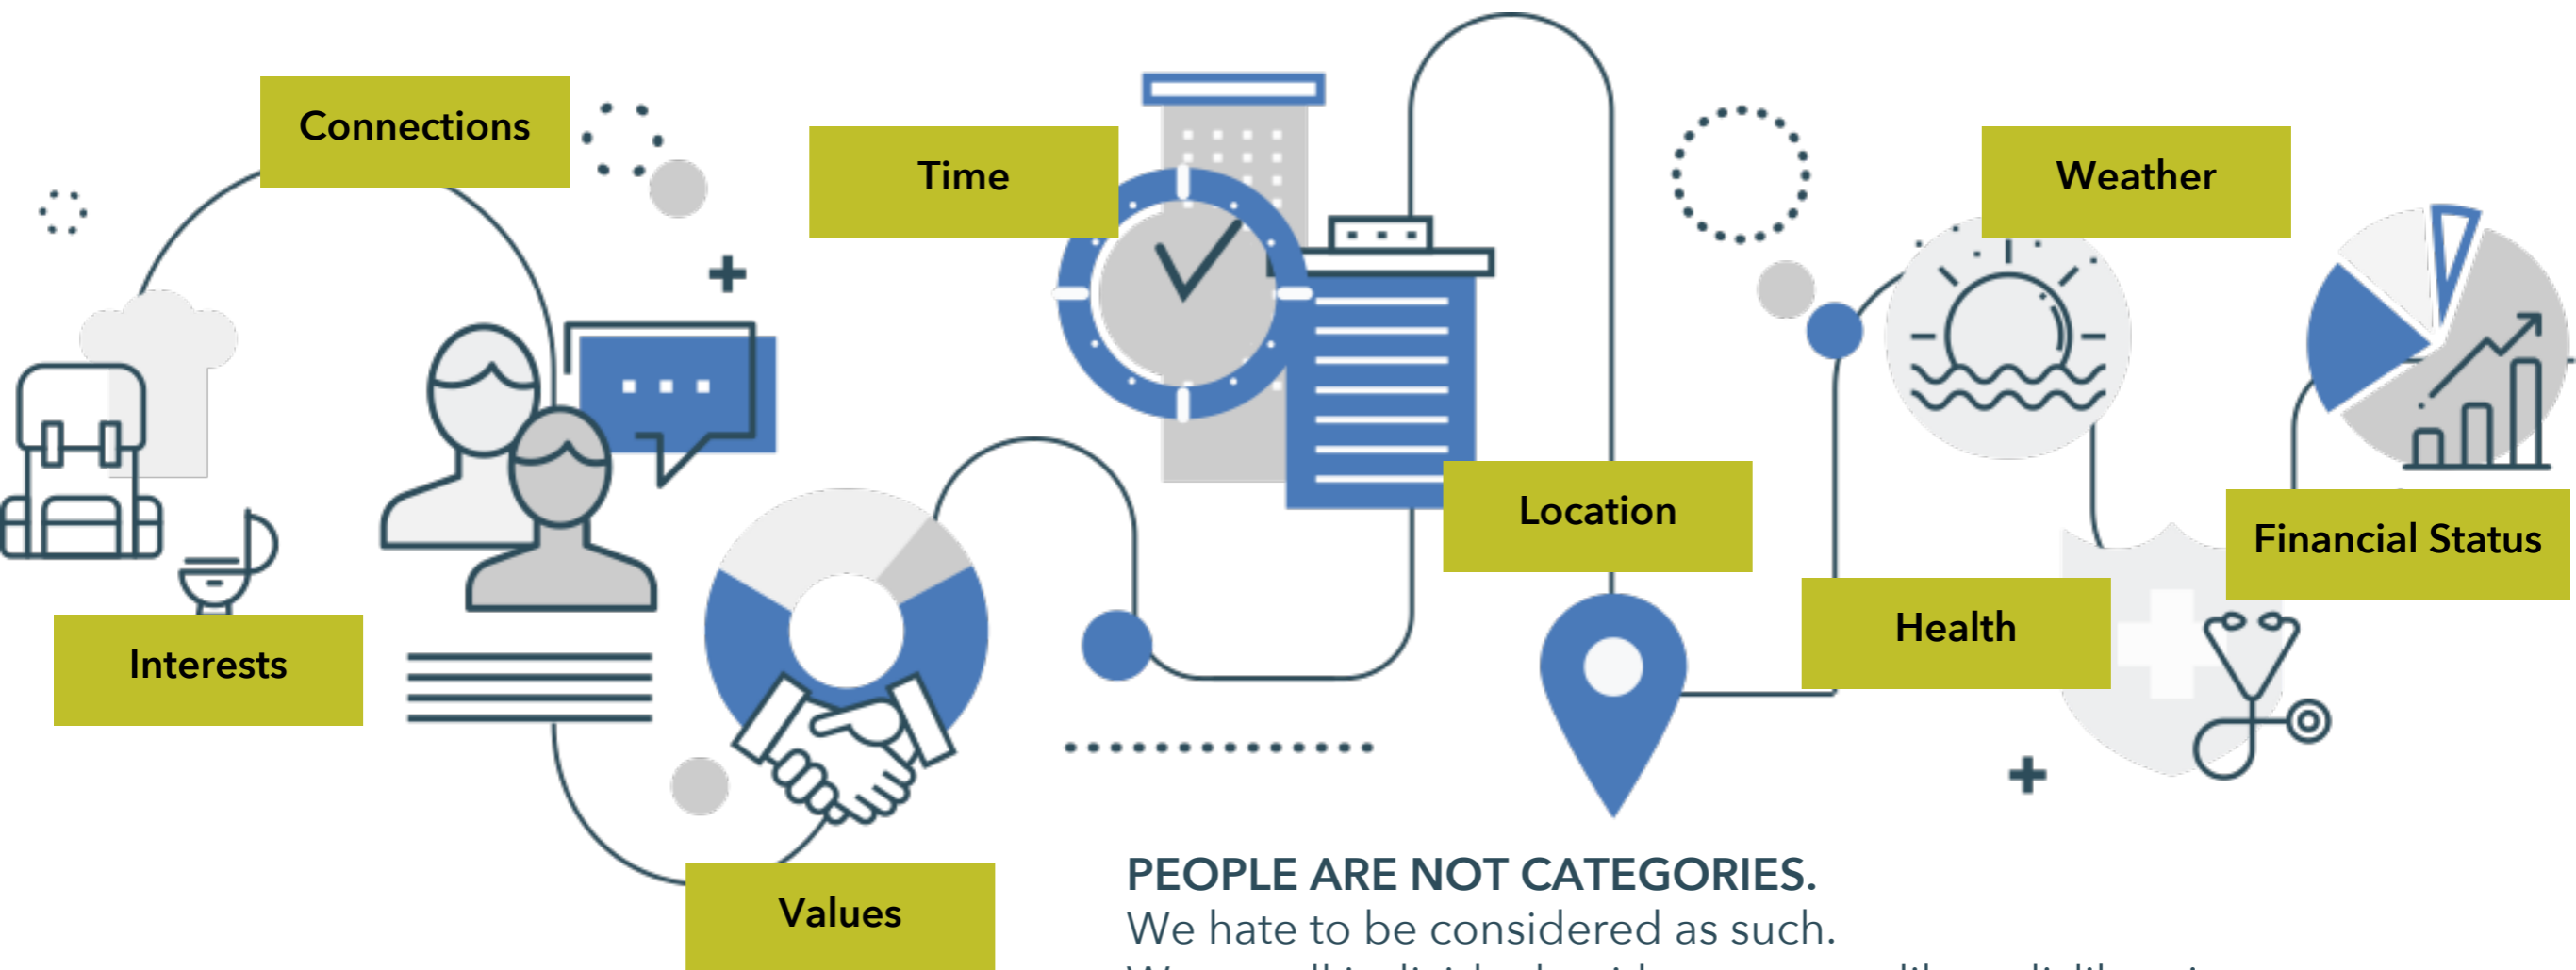 Connections
Time
Weather
Location
Financial Status
Health
Interests
Values
PEOPLE ARE NOT CATEGORIES.
We hate to be considered as such.